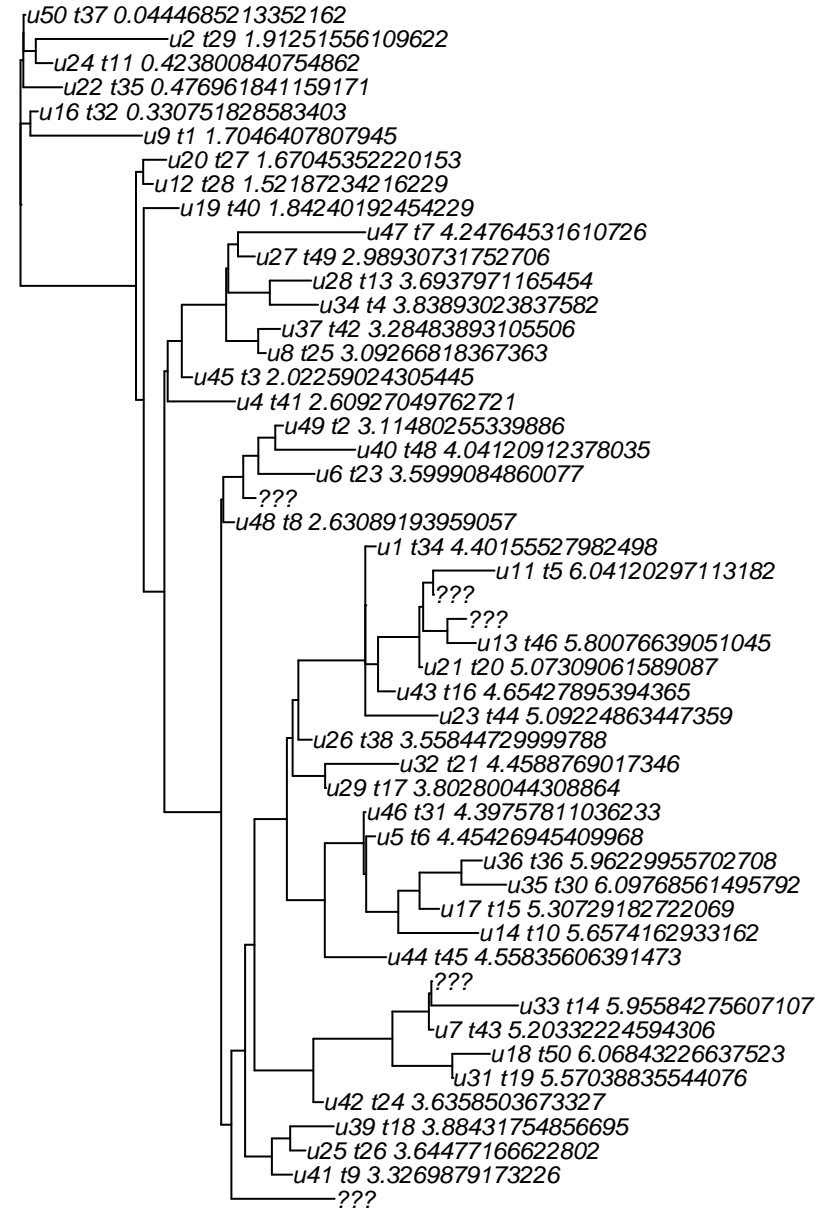 u50 t37 0.0444685213352162
u2 t29 1.91251556109622
u24 t11 0.423800840754862
u22 t35 0.476961841159171
u16 t32 0.330751828583403
u9 t1 1.7046407807945
u20 t27 1.67045352220153
u12 t28 1.52187234216229
u19 t40 1.84240192454229
u47 t7 4.24764531610726
u27 t49 2.98930731752706
u28 t13 3.6937971165454
u34 t4 3.83893023837582
u37 t42 3.28483893105506
u8 t25 3.09266818367363
u45 t3 2.02259024305445
u4 t41 2.60927049762721
u49 t2 3.11480255339886
u40 t48 4.04120912378035
u6 t23 3.5999084860077
???
u48 t8 2.63089193959057
u1 t34 4.40155527982498
u11 t5 6.04120297113182
???
???
u13 t46 5.80076639051045
u21 t20 5.07309061589087
u43 t16 4.65427895394365
u23 t44 5.09224863447359
u26 t38 3.55844729999788
u32 t21 4.4588769017346
u29 t17 3.80280044308864
u46 t31 4.39757811036233
u5 t6 4.45426945409968
u36 t36 5.96229955702708
u35 t30 6.09768561495792
u17 t15 5.30729182722069
u14 t10 5.6574162933162
u44 t45 4.55835606391473
???
u33 t14 5.95584275607107
u7 t43 5.20332224594306
u18 t50 6.06843226637523
u31 t19 5.57038835544076
u42 t24 3.6358503673327
u39 t18 3.88431754856695
u25 t26 3.64477166622802
u41 t9 3.3269879173226
???